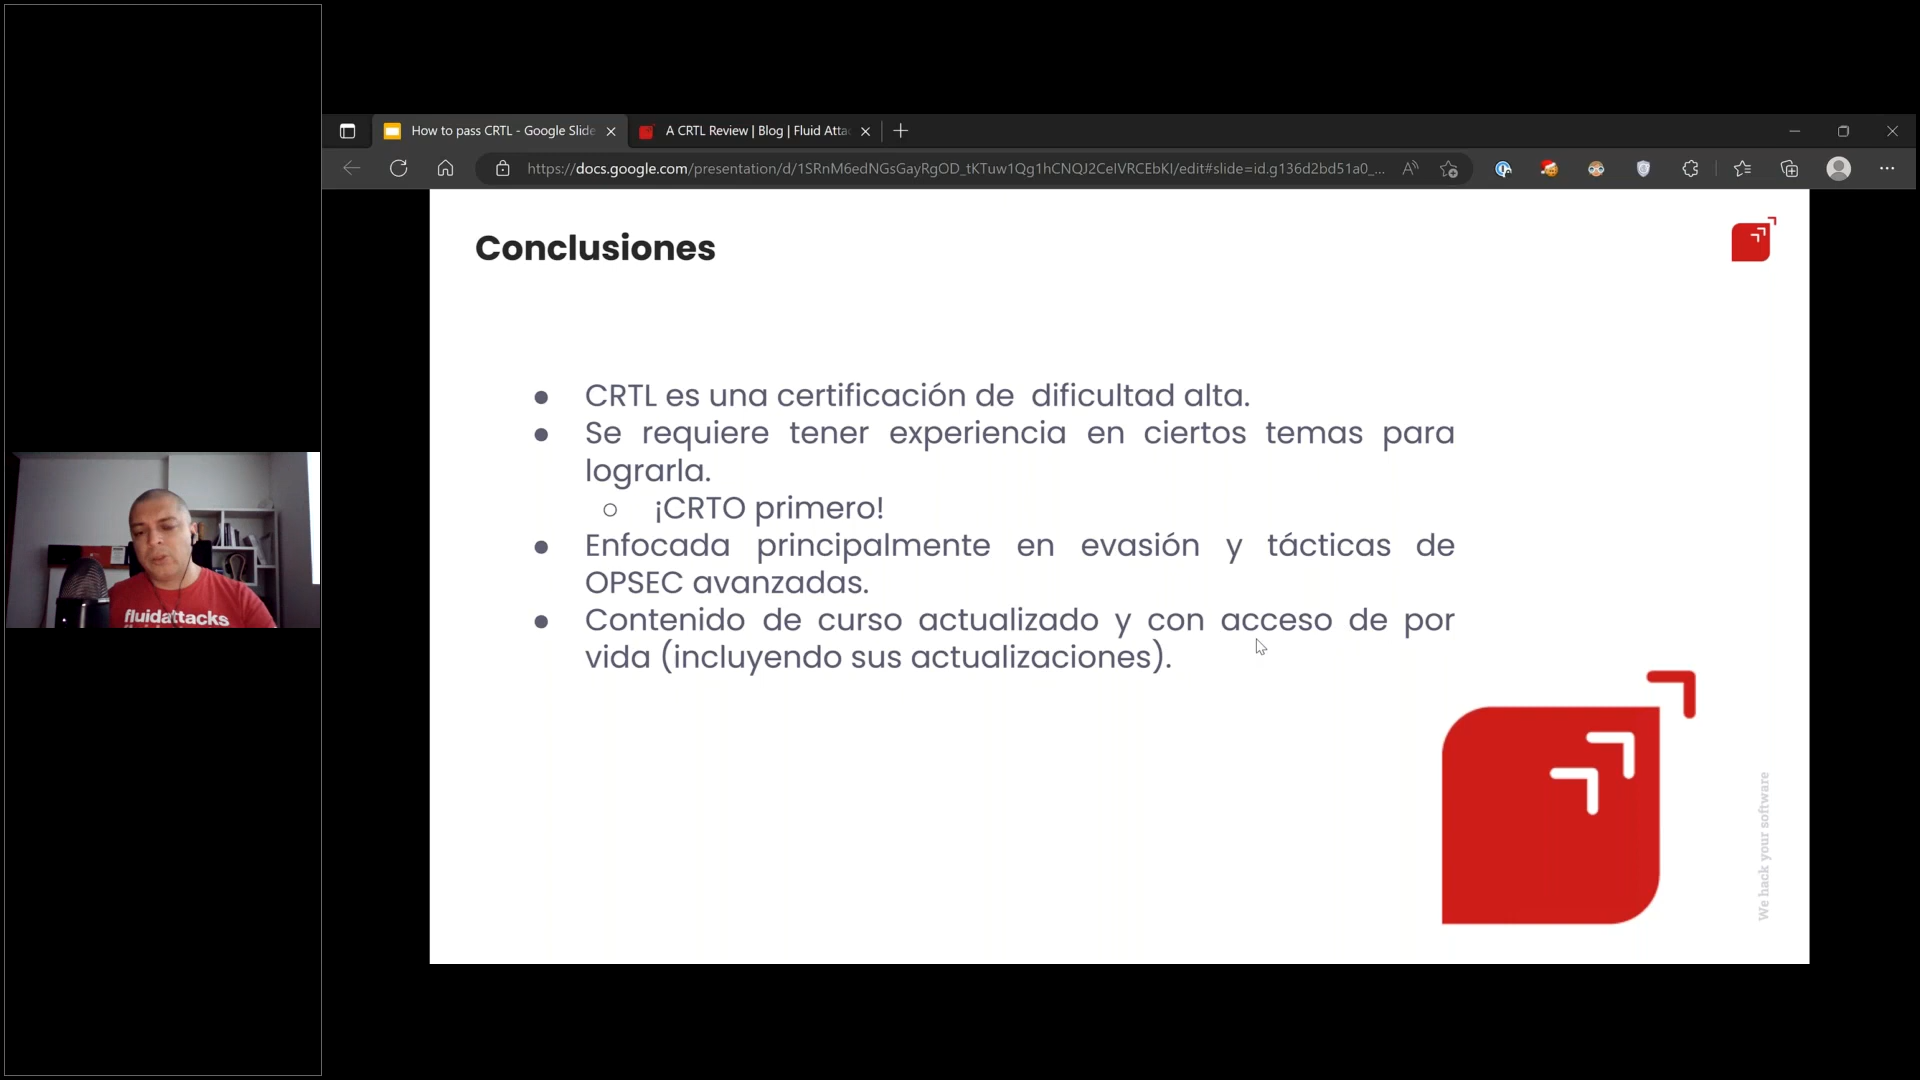 How to pass CRTL - Google Slide
A CRTL Review | Blog | Fluid Atta
https://docs.google.com/presentation/d/1SRnM6edNGsGayRgOD_tKTuw1Qg1hCNQJ2CeIVRCEbKI/edit#slide=id.g136d2bd51a0_...
Conclusiones
● CRTL es una certificación de dificultad alta.
● Se requiere tener experiencia en ciertos temas para
lograrla.
○ ¡CRTO primero!
● Enfocada principalmente en evasión y tácticas de
OPSEC avanzadas.
● Contenido de curso actualizado y con acceso de por
vida (incluyendo sus actualizaciones).
We hack your software
fluidattacks